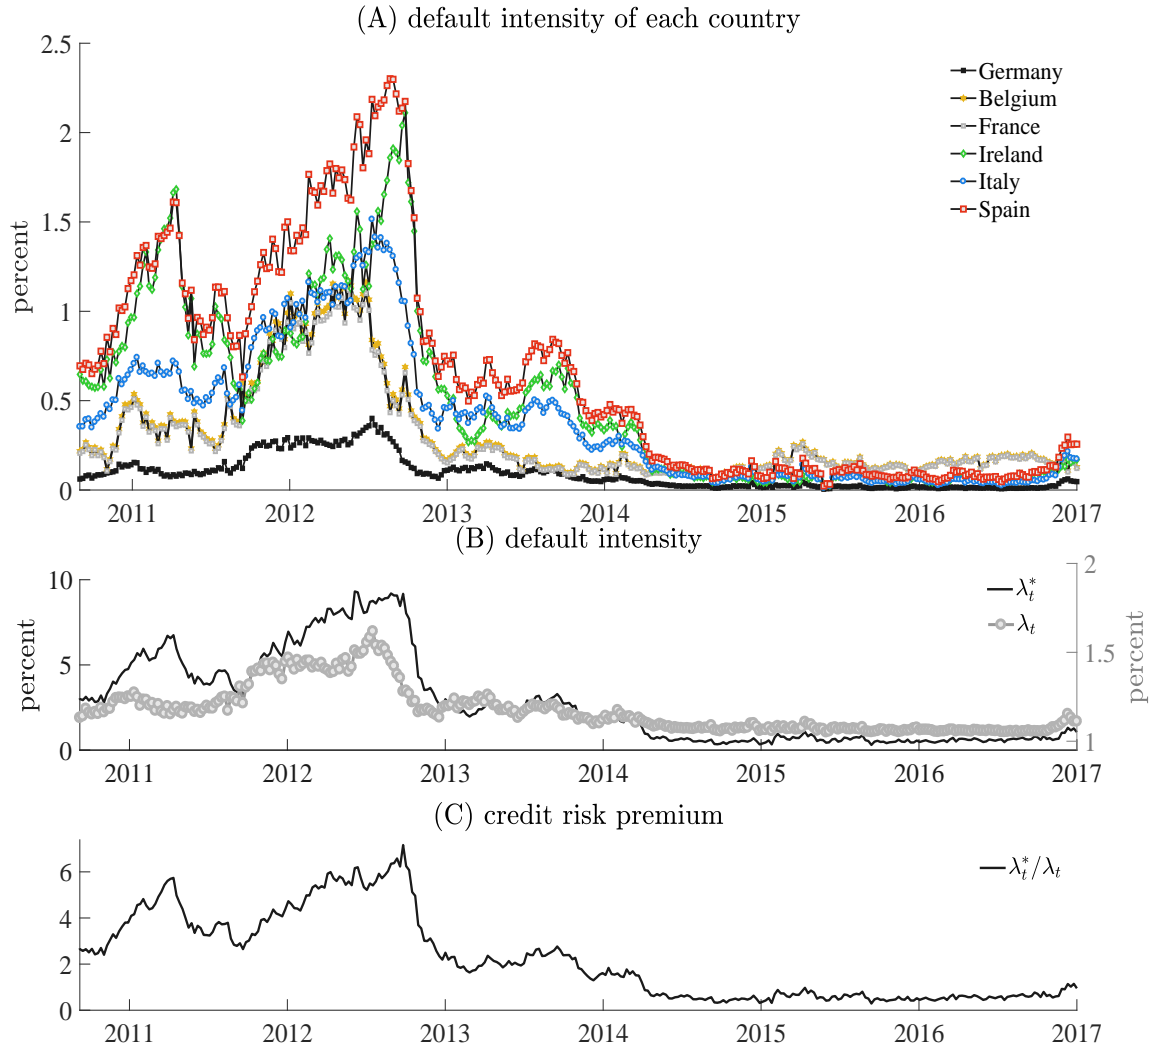 (A) default intensity of each country
2.5
2
1.5
1
0.5
0
percent
Germany
Belgium
France
Ireland
Italy
Spain
2011 2012 2013 2014 2015 2016 2017
(B) default intensity
10
5
0
percent
λ*t
λt
2
1.5
1
percent
2011 2012 2013 2014 2015 2016 2017
(C) credit risk premium
6
4
2
0
λ*t/λt
2011 2012 2013 2014 2015 2016 2017